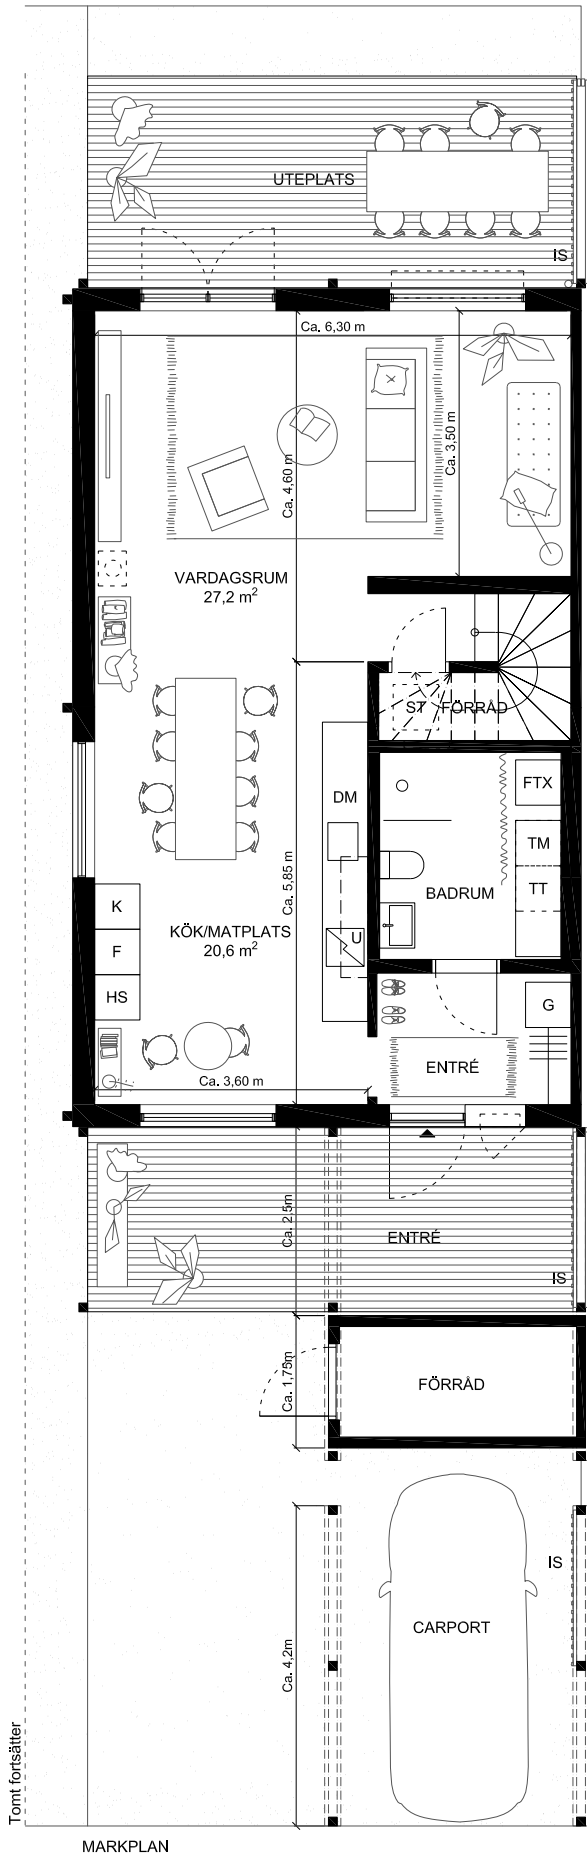 UTEPLATS
IS
Ca. 6,30 m
Ca. 3,50 m
Ca. 4,60 m
VARDAGSRUM
27,2 m²
ST
FÖRRÅD
FTX
DM
TM
TT
Ca. 5,85 m
BADRUM
K
KÖK/MATPLATS
20,6 m²
U
F
HS
G
ENTRÉ
Ca. 3,60 m
Ca. 2,5m
ENTRÉ
IS
Ca. 1,75m
FÖRRÅD
IS
CARPORT
Ca. 4,2m
Tomt fortsätter
MARKPLAN